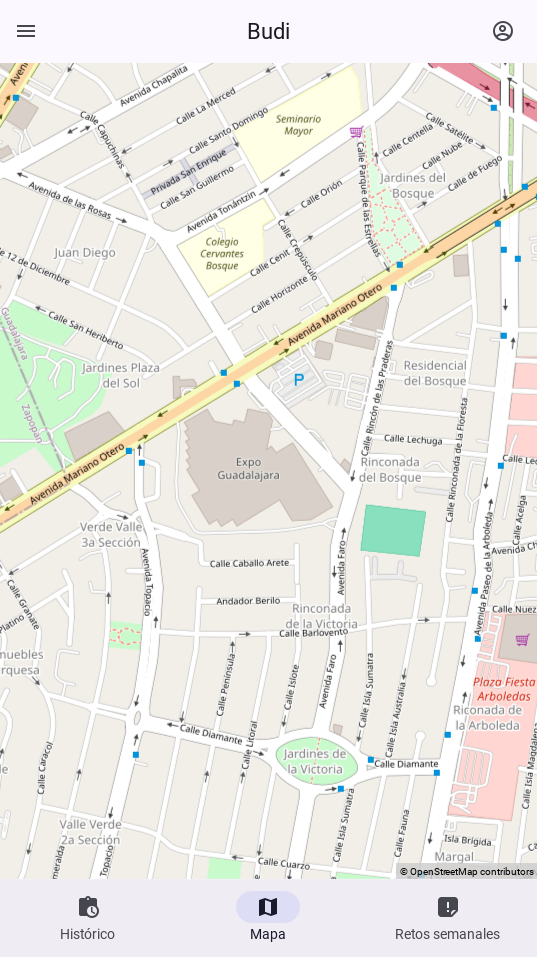 Budi
Avenida
Avenida Chapalita
Calle La Merced
Calle Capuchinas
Calle Santo Domingo
Seminario
Mayor
Calle Satélite
Calle Centella
Calle Nube
Calle de Fuego
Privada San Enrique
Calle San Guillermo
Calle Parque de las Estrellas
Jardines del
Bosque
Avenida de las Rosas
Avenida Tonántzin
Calle Orión
Calle Crepúsculo
Colegio
Cervantes
Bosque
Calle Cenit
Juan Diego
le 12 de Diciembre
Calle Horizonte
Guadalajara
Zapopan
Calle San Heriberto
Avenida Mariano Otero
Jardines Plaza
del Sol
P
Residencial
del Bosque
Calle Rincón de las Praderas
Calle Rinconada de la Floresta
Calle Lechuga
Calle Lec
Avenida Mariano Otero
Expo
Guadalajara
Rinconada
del Bosque
Calle Acelga
Verde Valle
3a Sección
Avenida Topacio
Avenida Faro
Avenida Paseo de la Arboleda
Avenida Ch
Calle Caballo Arete
Calle Granate
Platino
Andador Berilo
Calle Nuez
Rinconada
de la Victoria
Calle Barlovento
muebles
rquesa
Calle Península
Calle Islote
Avenida Faro
Calle Isla Sumatra
Calle Isla Australia
Plaza Fiesta
Arboledas
Riconada de
la Arboleda
Calle Diamante
Calle Litoral
Calle Caracol
Jardines de
la Victoria
Calle Diamante
Calle Isla Magdalena
Valle Verde
2a Sección
Topacio
Calle Isla Sumatra
Calle Fauna
Isla Brígida
Margal
Calle Cuarzo
© OpenStreetMap contributors
Histórico
Mapa
Retos semanales